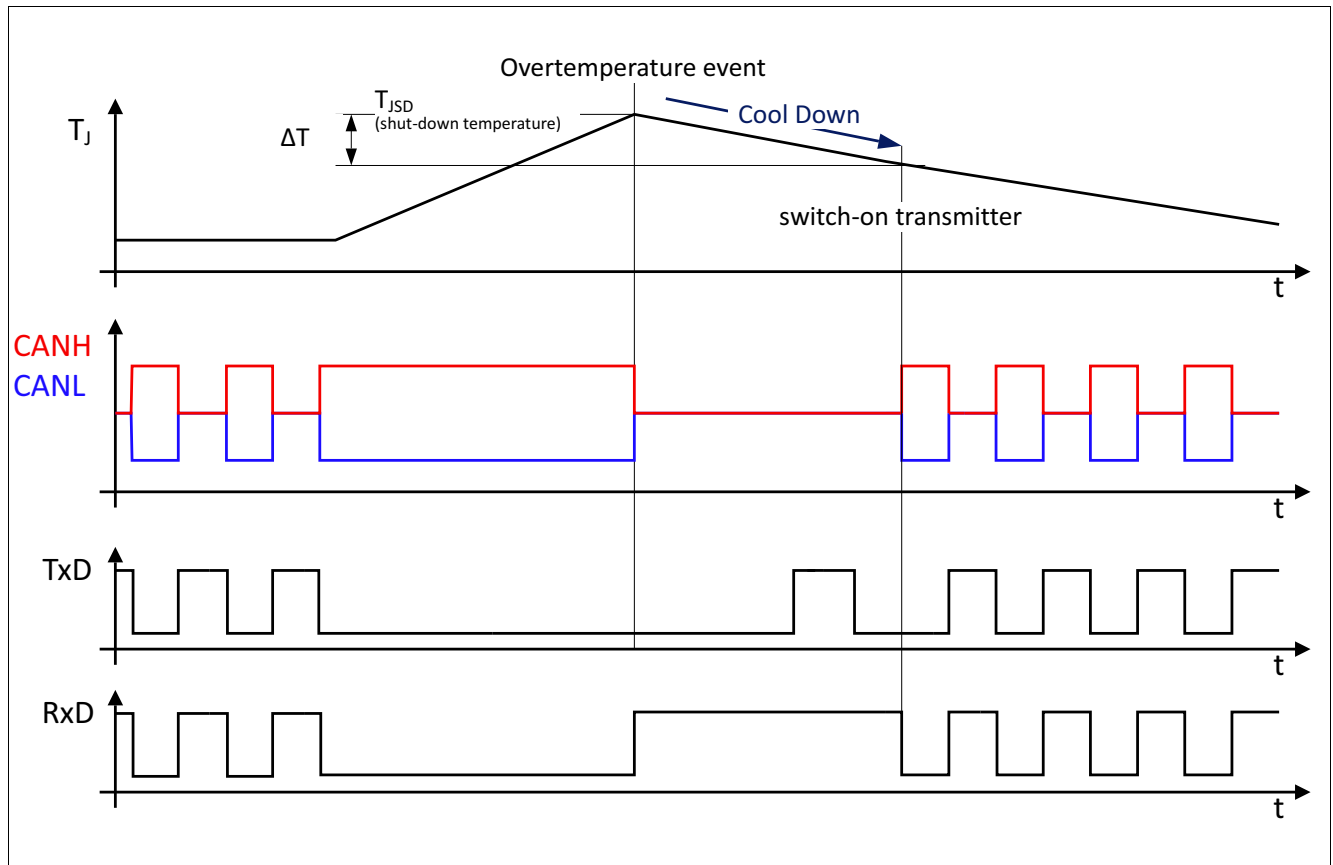 Overtemperature event
T_JSD
(shut-down temperature)
Cool Down
T_J
ΔT
switch-on transmitter
t
CANH
CANL
t
TxD
t
RxD
t